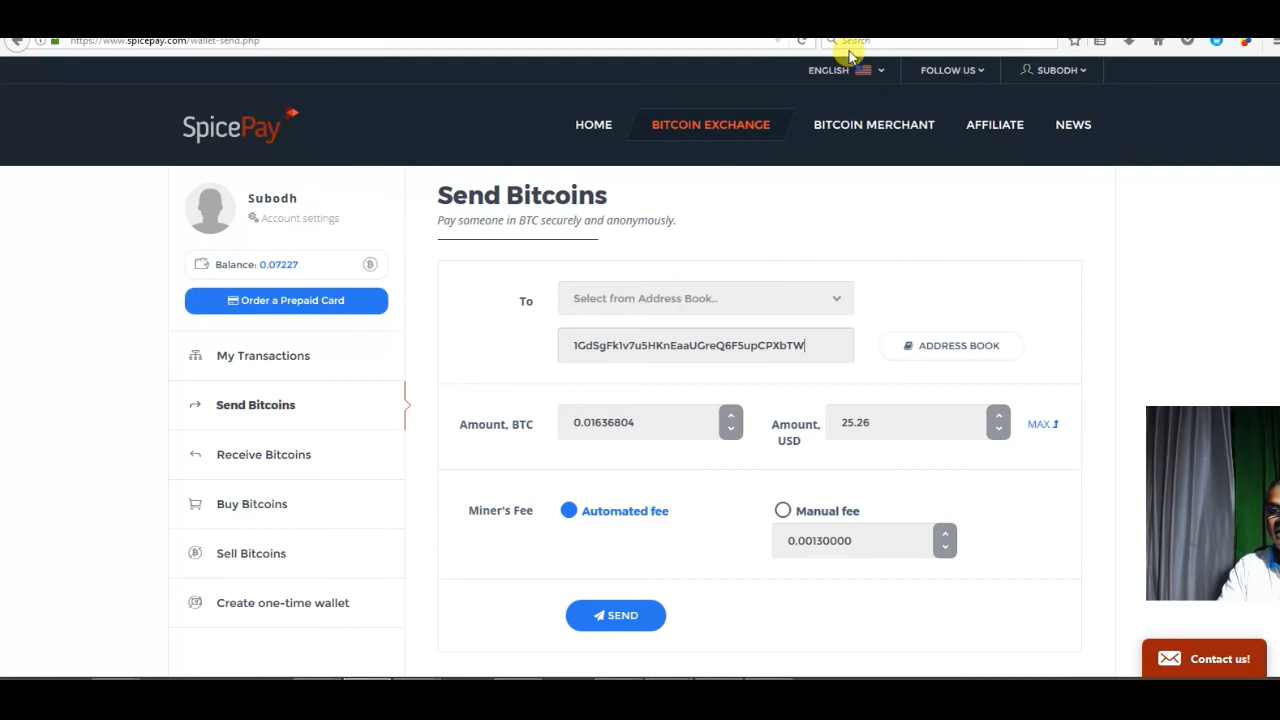 https://www.spicepay.com/wallet-send.php
Search
ENGLISH
FOLLOW US
SUBODH
SpicePay
HOME
BITCOIN EXCHANGE
BITCOIN MERCHANT
AFFILIATE
NEWS
Subodh
Account settings
Balance: 0.07227
Order a Prepaid Card
My Transactions
Send Bitcoins
Receive Bitcoins
Buy Bitcoins
Sell Bitcoins
Create one-time wallet
Send Bitcoins
Pay someone in BTC securely and anonymously.
To
Select from Address Book..
1GdSgFk1v7u5HKnEaaUGreQ6F5upCPXbTW
ADDRESS BOOK
Amount, BTC
0.01636804
Amount,
USD
25.26
MAX
Miner's Fee
Automated fee
Manual fee
0.00130000
SEND
Contact us!